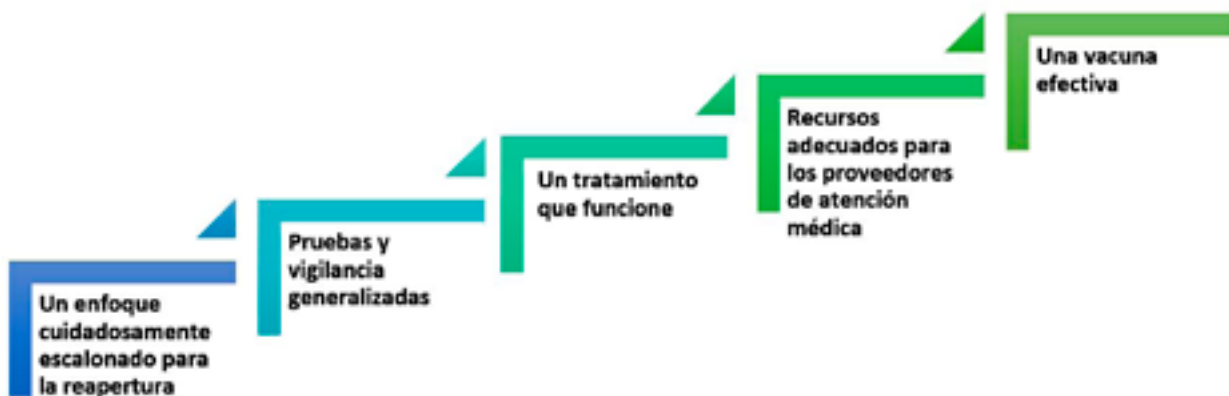 Un enfoque
cuidadosamente
escalonado para
la reapertura
Pruebas y
vigilancia
generalizadas
Un tratamiento
que funcione
Recursos
adecuados para
los proveedores
de atención
médica
Una vacuna
efectiva